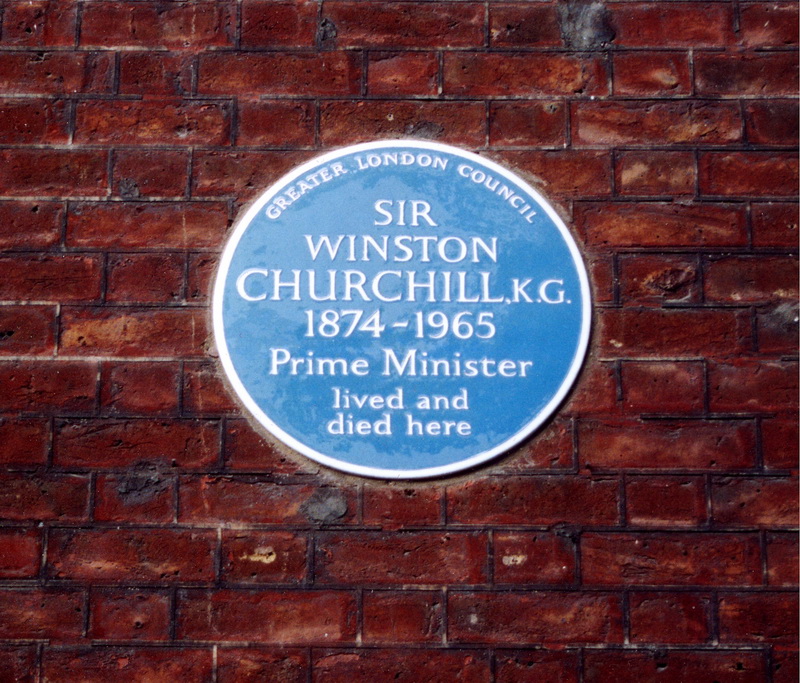 GREATER LONDON COUNCIL
SIR
WINSTON
CHURCHILL,K.G.
1874-1965
Prime Minister
lived and
died here